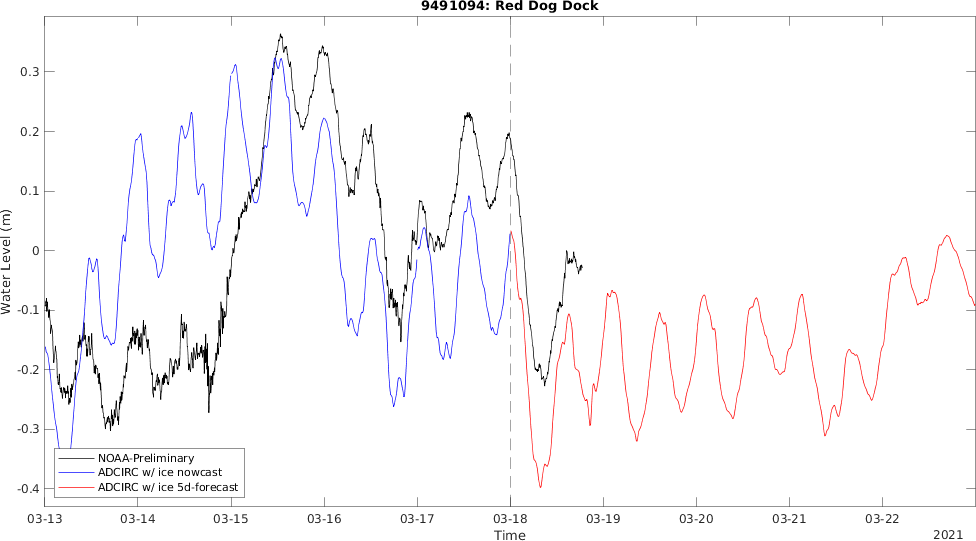 9491094: Red Dog Dock
Water Level (m)
0.3
0.2
0.1
0
-0.1
-0.2
-0.3
-0.4
NOAA-Preliminary
ADCIRC w/ ice nowcast
ADCIRC w/ ice 5d-forecast
03-13 03-14 03-15 03-16 03-17 03-18 03-19 03-20 03-21 03-22
Time
2021